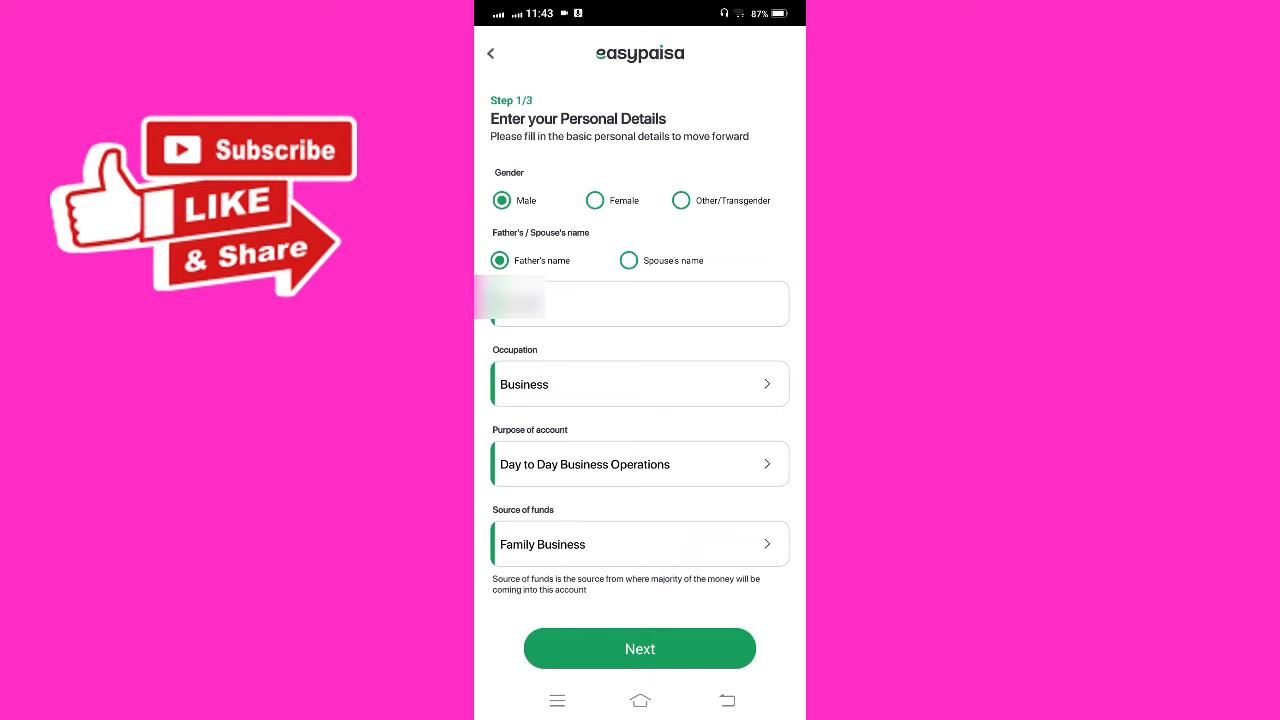 11:43
87%
easypaisa
Step 1/3
Enter your Personal Details
Please fill in the basic personal details to move forward
Gender
Male Female Other/Transgender
Father's / Spouse's name
Father's name Spouse's name
Occupation
Business
Purpose of account
Day to Day Business Operations
Source of funds
Family Business
Source of funds is the source from where majority of the money will be
coming into this account
Next
Subscribe
LIKE
& Share